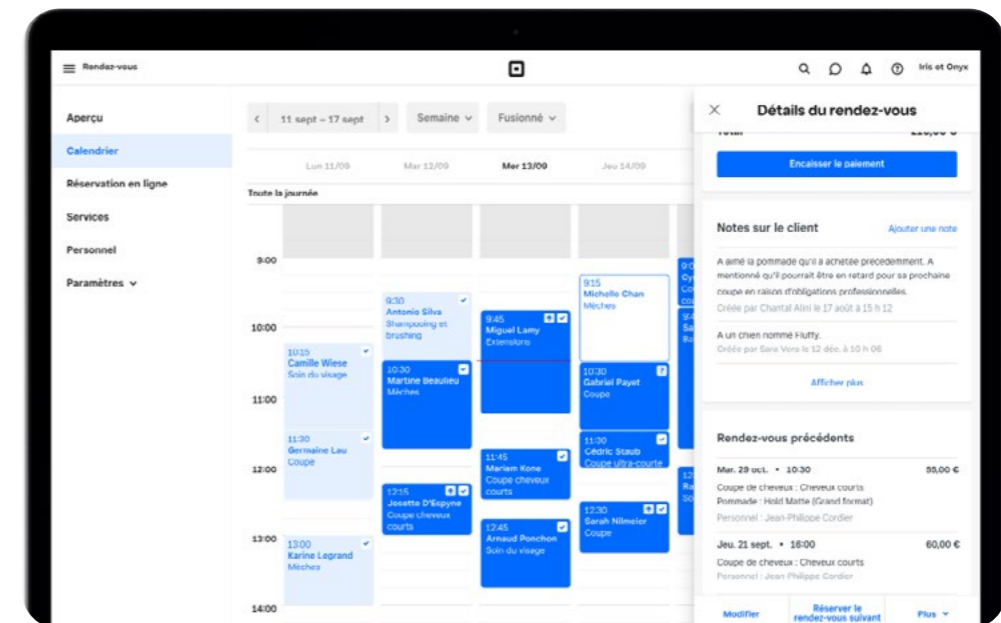 Rendez-vous
Iris et Onyx
Aperçu
Calendrier
Réservation en ligne
Services
Personnel
Paramètres
11 sept – 17 sept
Semaine
Fusionné
Lun 11/09
Mar 12/09
Mer 13/09
Jeu 14/09
Toute la journée
9:00
10:00
11:00
12:00
13:00
14:00
10:15
Camille Wiese
Soin du visage
11:30
Germaine Lau
Coupe
13:00
Karine Legrand
Mèches
9:30
Antonio Silva
Shampooing et
brushing
10:30
Martine Beaulieu
Mèches
12:15
Josette D'Espyne
Coupe cheveux
courts
9:45
Miguel Lamy
Extensions
11:45
Mariam Kone
Coupe cheveux
courts
12:45
Arnaud Ponchon
Soin du visage
9:15
Michelle Chan
Mèches
10:30
Gabriel Payet
Coupe
11:30
Cédric Staub
Coupe ultra-courte
12:30
Sarah Nilmeier
Coupe
Détails du rendez-vous
Total
Encaisser le paiement
Notes sur le client
Ajouter une note
A aimé la pommade qu'il a achetée précédemment. A
mentionné qu'il pourrait être en retard pour sa prochaine
coupe en raison d'obligations professionnelles.
Créée par Chantal Alini le 17 août à 15 h 12
A un chien nommé Fluffy.
Créée par Sara Vera le 12 déc. à 10 h 06
Afficher plus
Rendez-vous précédents
Mar. 29 oct. • 10:30
55,00 €
Coupe de cheveux : Cheveux courts
Pommade : Hold Matte (Grand format)
Personnel : Jean-Philippe Cordier
Jeu. 21 sept. • 16:00
60,00 €
Coupe de cheveux : Cheveux courts
Personnel : Jean Philippe Cordier
Modifier
Réserver le
rendez-vous suivant
Plus